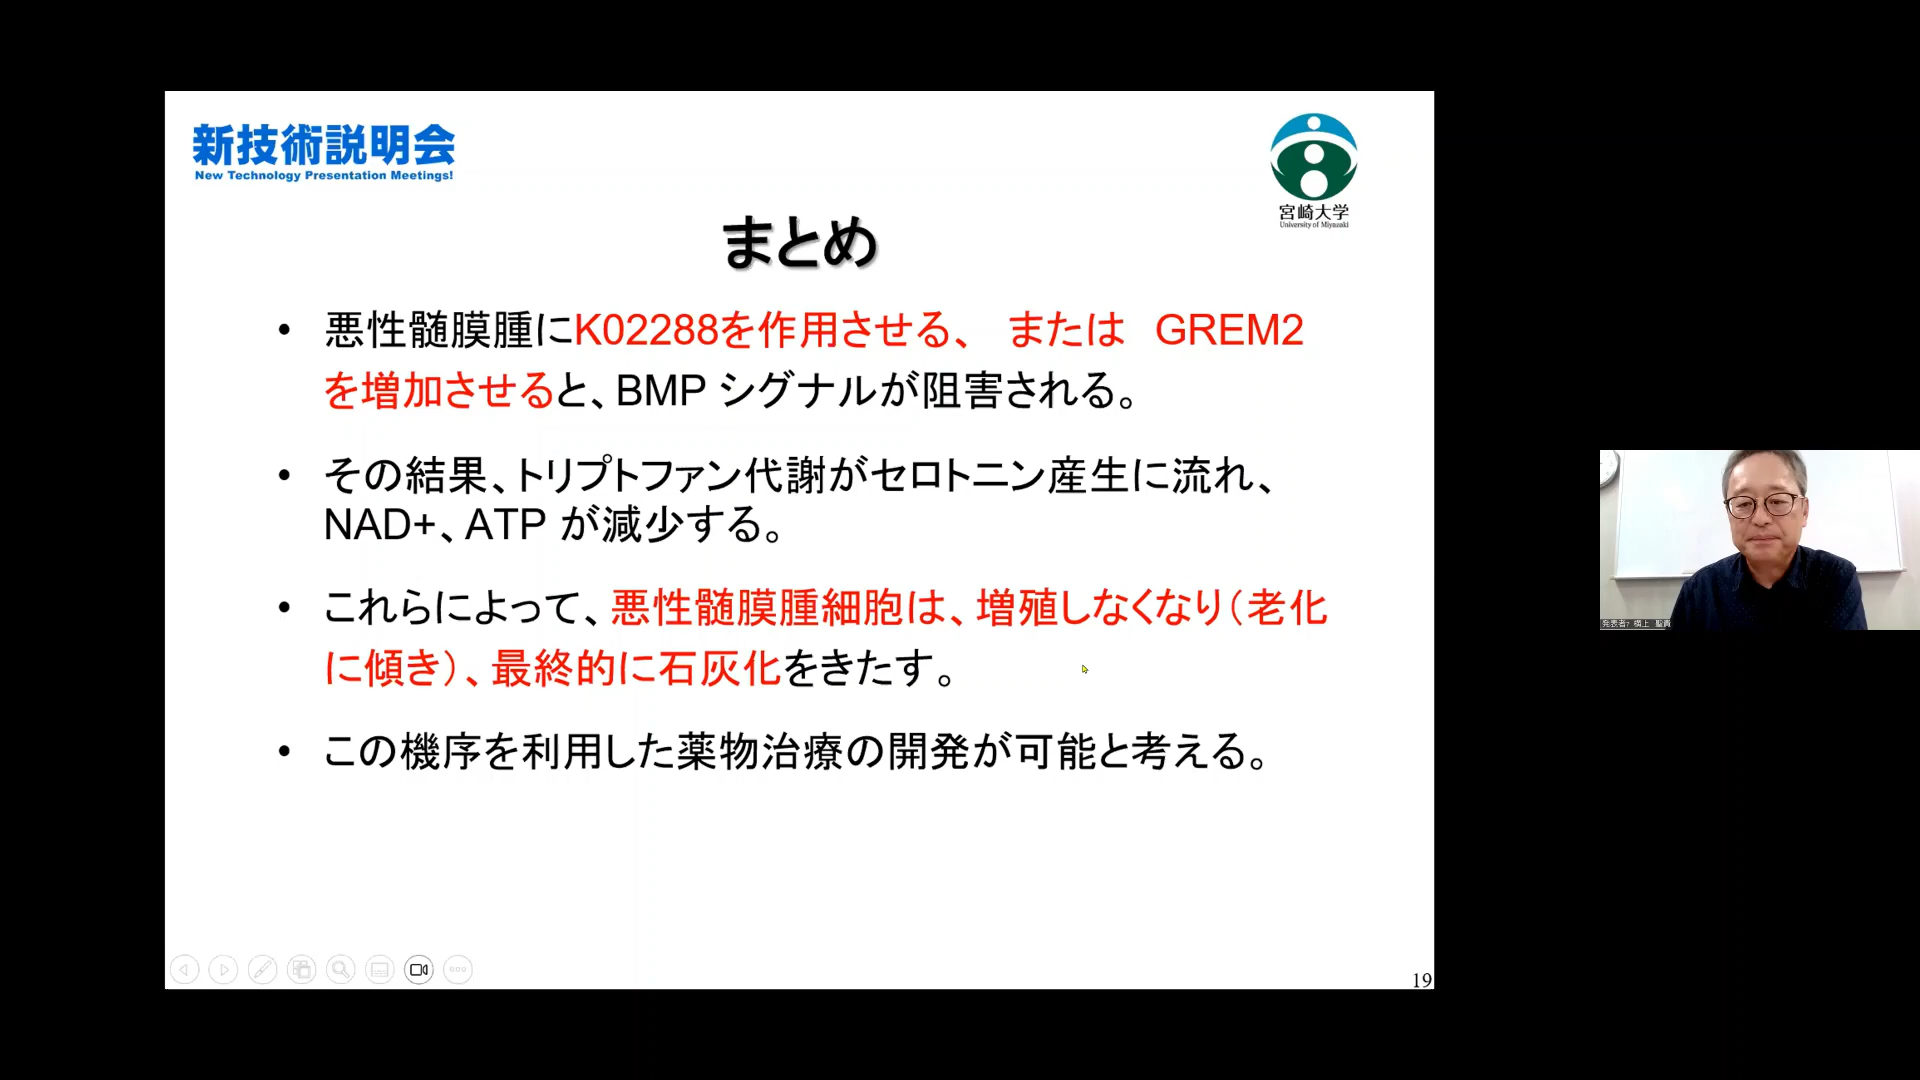 新技術説明会
New Technology Presentation Meetings!
宮崎大学
University of Miyazaki
まとめ
• 悪性髄膜腫にK02288を作用させる、 または GREM2
を増加させると、BMP シグナルが阻害される。
• その結果、トリプトファン代謝がセロトニン産生に流れ、
NAD+、ATP が減少する。
• これらによって、悪性髄膜腫細胞は、増殖しなくなり（老化
に傾き）、最終的に石灰化をきたす。
• この機序を利用した薬物治療の開発が可能と考える。
19
発表者7 横上 聖貴